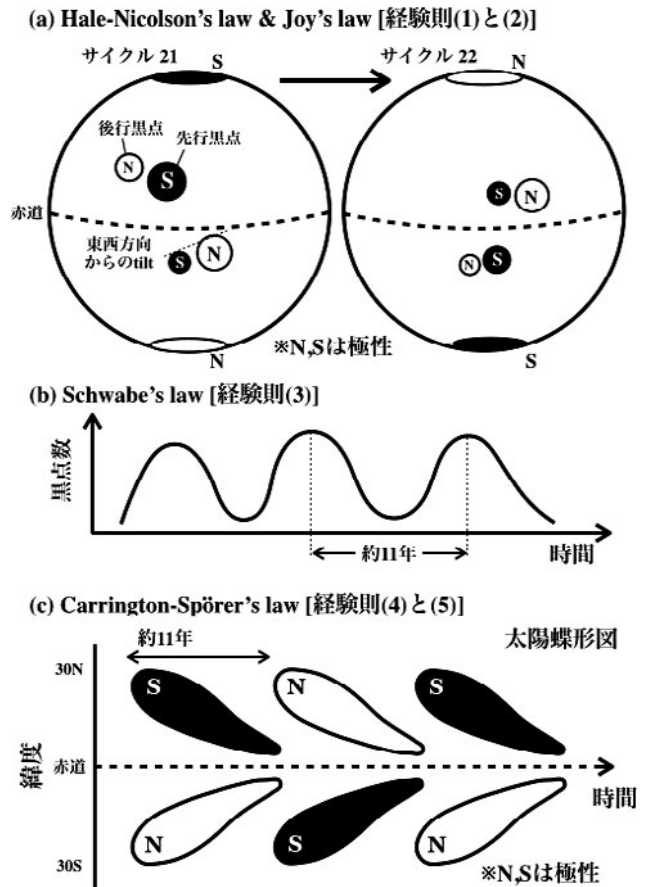 (a) Hale-Nicolson's law & Joy's law [経験則(1)と(2)]
サイクル 21
S
サイクル 22
N
後行黒点
先行黒点
N
S
S
N
赤道
東西方向
からのtilt
S
N
N
S
N
※N,Sは極性
S
(b) Schwabe's law [経験則(3)]
黒点数
約11年
時間
(c) Carrington-Spörer's law [経験則(4)と(5)]
約11年
太陽蝶形図
30N
S
N
S
緯度
赤道
時間
N
S
N
30S
※N,Sは極性